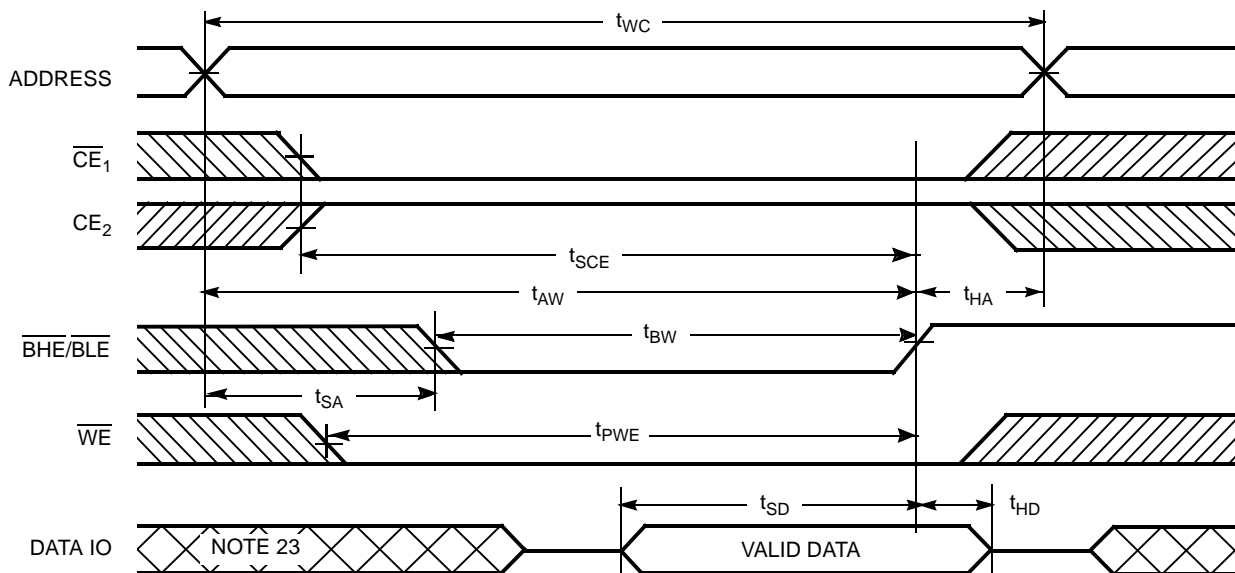 tWC
ADDRESS
CE1
CE2
tSCE
tAW
tHA
BHE/BLE
tBW
tSA
WE
tPWE
tSD
tHD
DATA IO
NOTE 23
VALID DATA